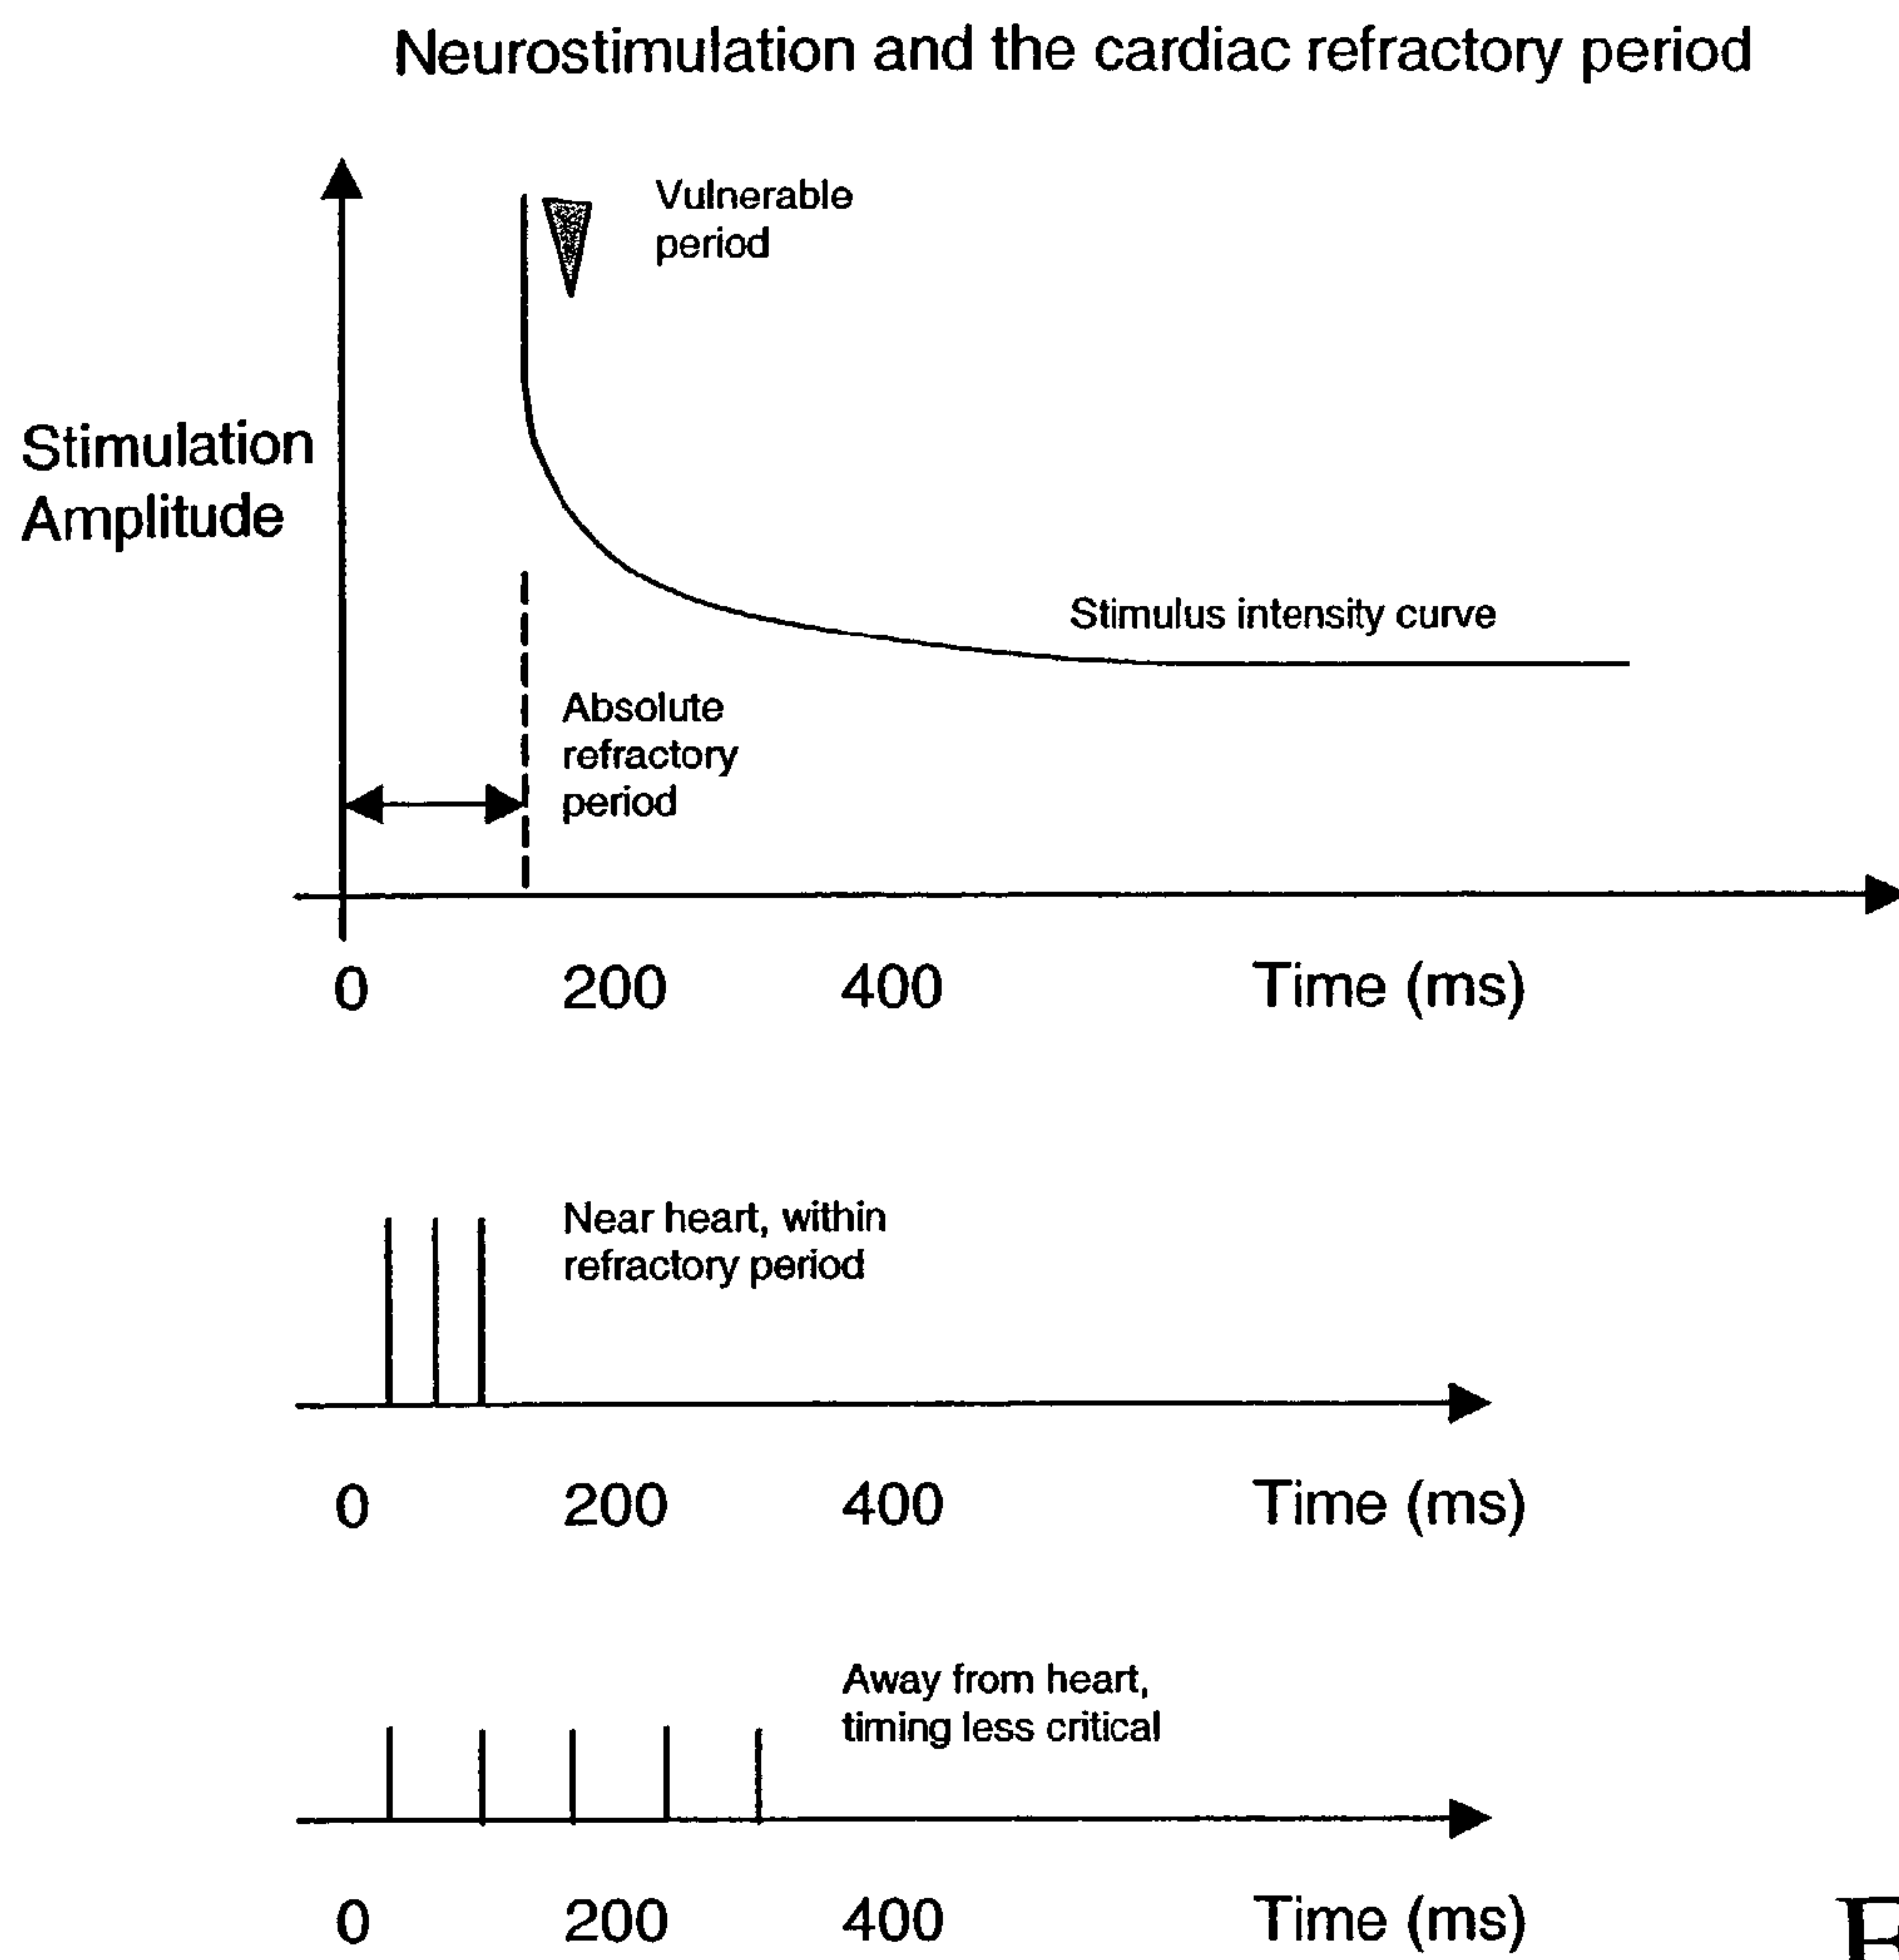 Neurostimulation and the cardiac refractory period
Vulnerable
period
Stimulation
Amplitude
Stimulus intensity curve
Absolute
refractory
period
0 200 400 Time (ms)
Near heart, within
refractory period
0 200 400 Time (ms)
Away from heart,
timing less critical
0 200 400 Time (ms)